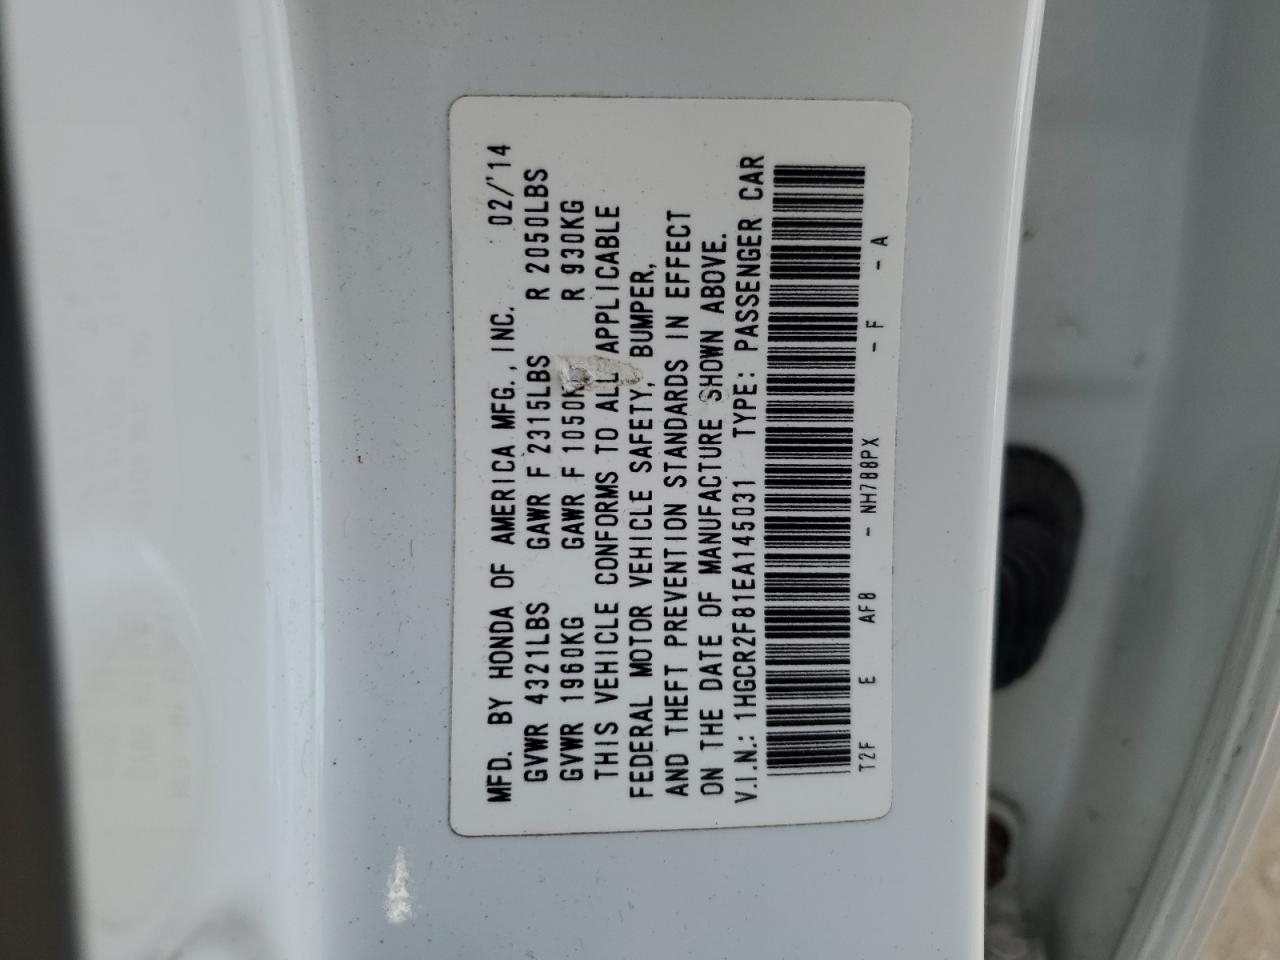 MFD. BY HONDA OF AMERICA MFG., INC. 02/'14
GVWR 4321LBS GAWR F 2315LBS R 2050LBS
GVWR 1960KG GAWR F 1050K R 930KG
THIS VEHICLE CONFORMS TO ALL APPLICABLE
FEDERAL MOTOR VEHICLE SAFETY, BUMPER,
AND THEFT PREVENTION STANDARDS IN EFFECT
ON THE DATE OF MANUFACTURE SHOWN ABOVE.
V.I.N.: 1HGCR2F81EA145031 TYPE: PASSENGER CAR
T2F E AF8 - NH788PX - F - A